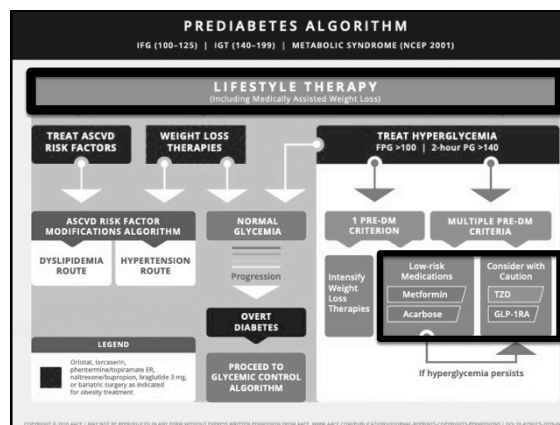 PREDIABETES ALGORITHM
IFG (100–125) | IGT (140–199) | METABOLIC SYNDROME (NCEP 2001)
LIFESTYLE THERAPY
(Including Medically Assisted Weight Loss)
TREAT ASCVD
RISK FACTORS
WEIGHT LOSS
THERAPIES
TREAT HYPERGLYCEMIA
FPG >100 | 2-hour PG >140
ASCVD RISK FACTOR
MODIFICATIONS ALGORITHM
DYSLIPIDEMIA
ROUTE
HYPERTENSION
ROUTE
NORMAL
GLYCEMIA
Progression
OVERT
DIABETES
PROCEED TO
GLYCEMIC CONTROL
ALGORITHM
1 PRE-DM
CRITERION
MULTIPLE PRE-DM
CRITERIA
Intensify
Weight
Loss
Therapies
Low-risk
Medications
Metformin
Acarbose
Consider with
Caution
TZD
GLP-1RA
If hyperglycemia persists
LEGEND
Orlistat, lorcaserin,
phentermine/topiramate ER,
naltrexone/bupropion, liraglutide 3 mg,
or bariatric surgery as indicated
for obesity treatment